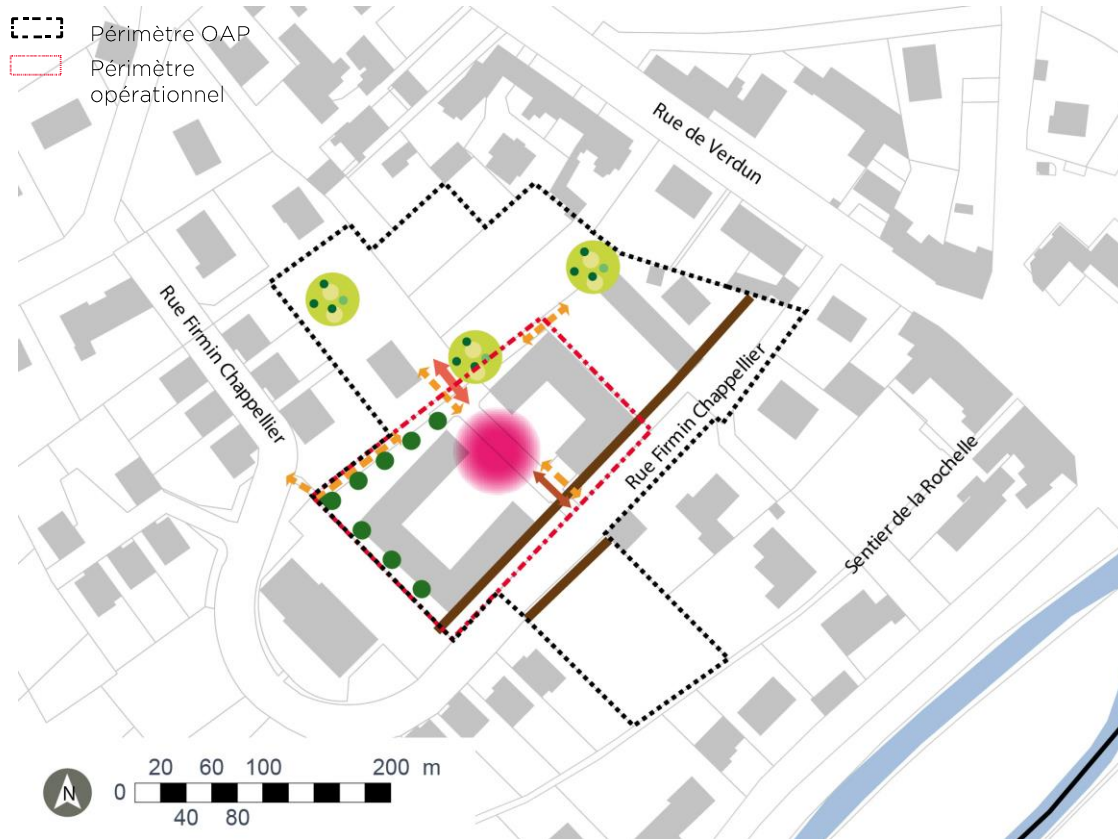 Périmètre OAP
Périmètre
opérationnel
Rue de Verdun
Rue Firmin Chappellier
Rue Firmin Chappellier
Sentier de la Rochelle
20 60 100 200 m
0
40 80
N